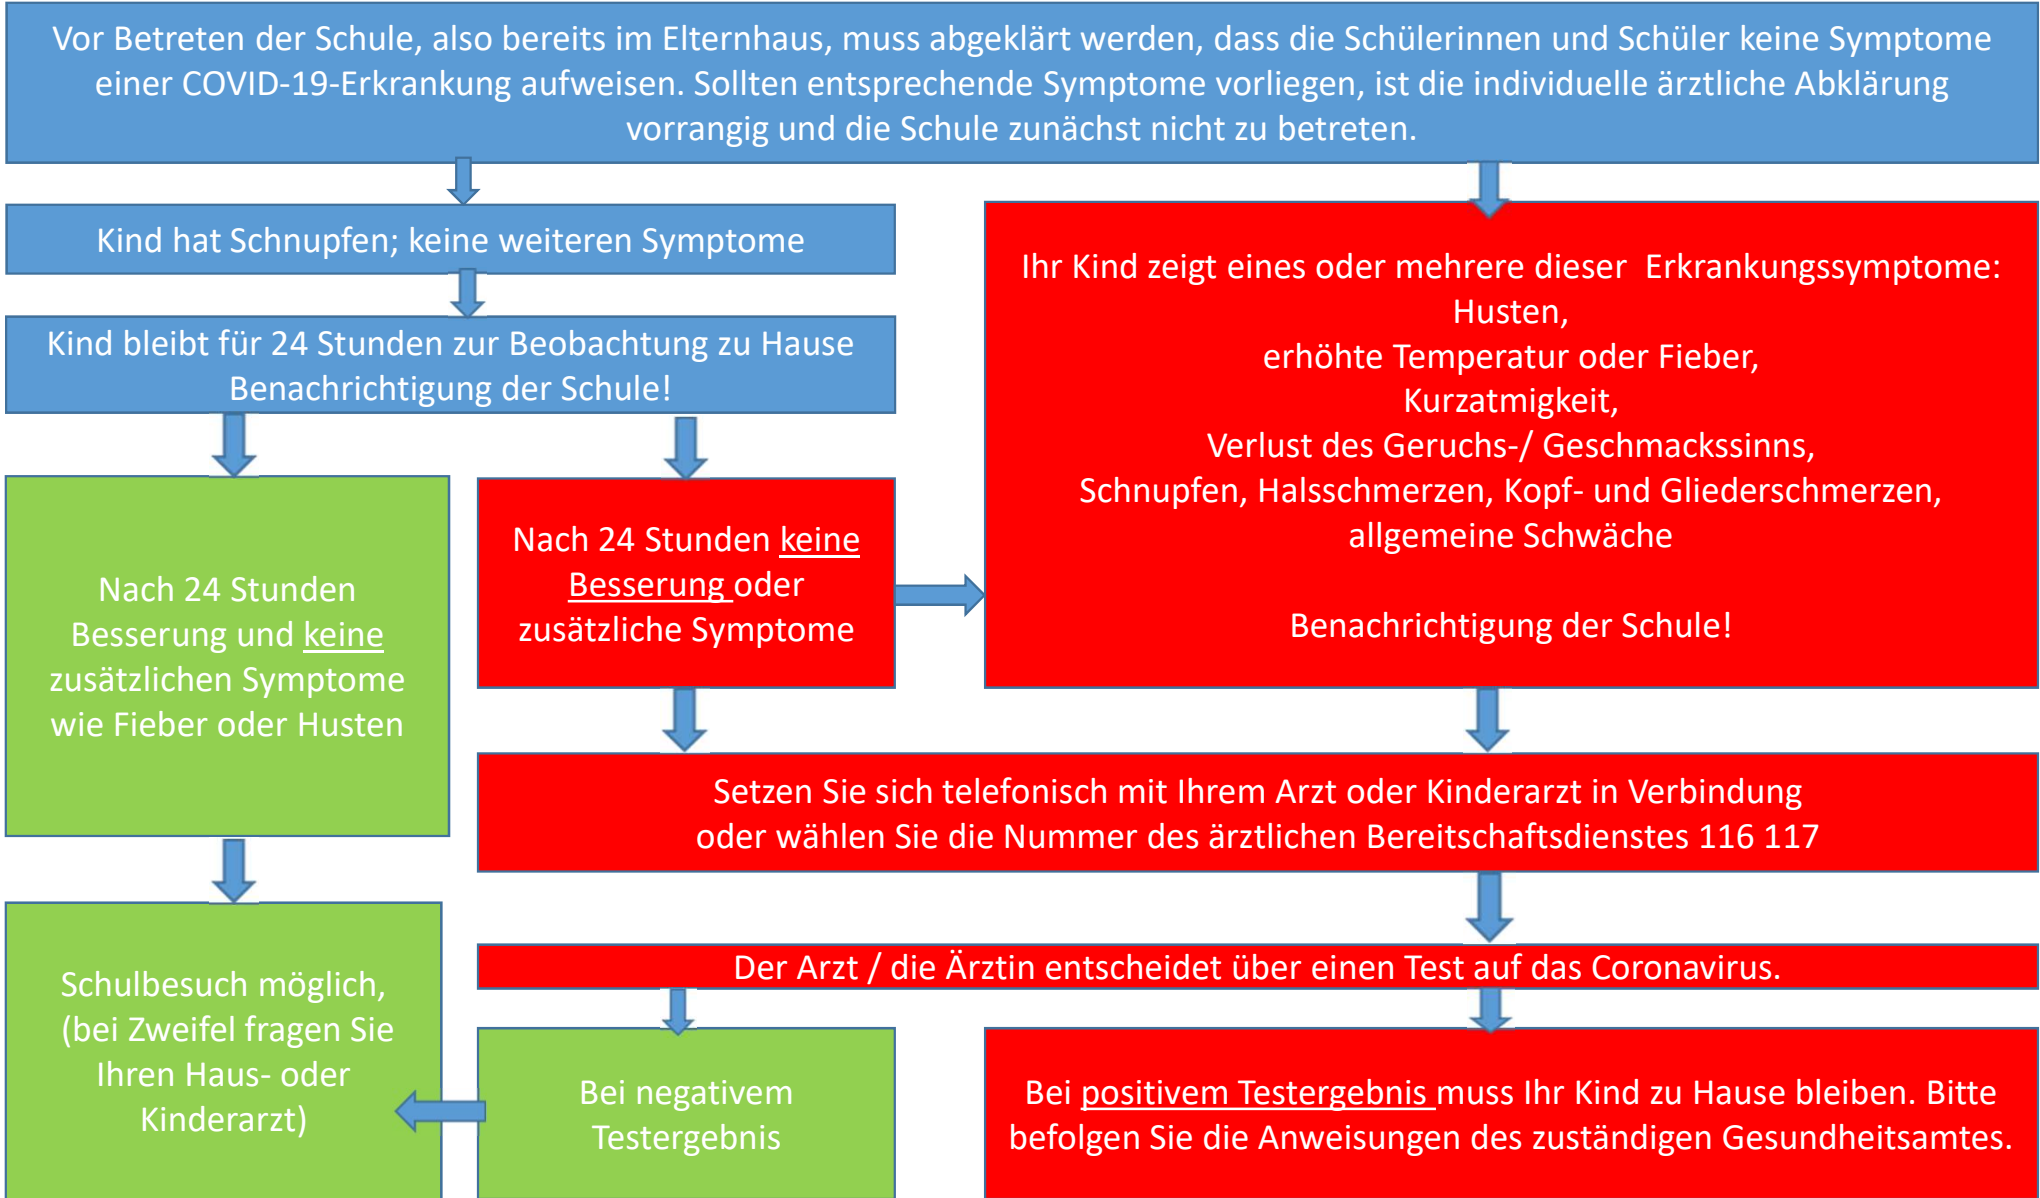 Vor Betreten der Schule, also bereits im Elternhaus, muss abgeklärt werden, dass die Schülerinnen und Schüler keine Symptome
einer COVID-19-Erkrankung aufweisen. Sollten entsprechende Symptome vorliegen, ist die individuelle ärztliche Abklärung
vorrangig und die Schule zunächst nicht zu betreten.
Kind hat Schnupfen; keine weiteren Symptome
Kind bleibt für 24 Stunden zur Beobachtung zu Hause
Benachrichtigung der Schule!
Ihr Kind zeigt eines oder mehrere dieser Erkrankungssymptome:
Husten,
erhöhte Temperatur oder Fieber,
Kurzatmigkeit,
Verlust des Geruchs-/ Geschmackssinns,
Schnupfen, Halsschmerzen, Kopf- und Gliederschmerzen,
allgemeine Schwäche
Benachrichtigung der Schule!
Nach 24 Stunden
Besserung und keine
zusätzlichen Symptome
wie Fieber oder Husten
Nach 24 Stunden keine
Besserung oder
zusätzliche Symptome
Setzen Sie sich telefonisch mit Ihrem Arzt oder Kinderarzt in Verbindung
oder wählen Sie die Nummer des ärztlichen Bereitschaftsdienstes 116 117
Der Arzt / die Ärztin entscheidet über einen Test auf das Coronavirus.
Schulbesuch möglich,
(bei Zweifel fragen Sie
Ihren Haus- oder
Kinderarzt)
Bei negativem
Testergebnis
Bei positivem Testergebnis muss Ihr Kind zu Hause bleiben. Bitte
befolgen Sie die Anweisungen des zuständigen Gesundheitsamtes.